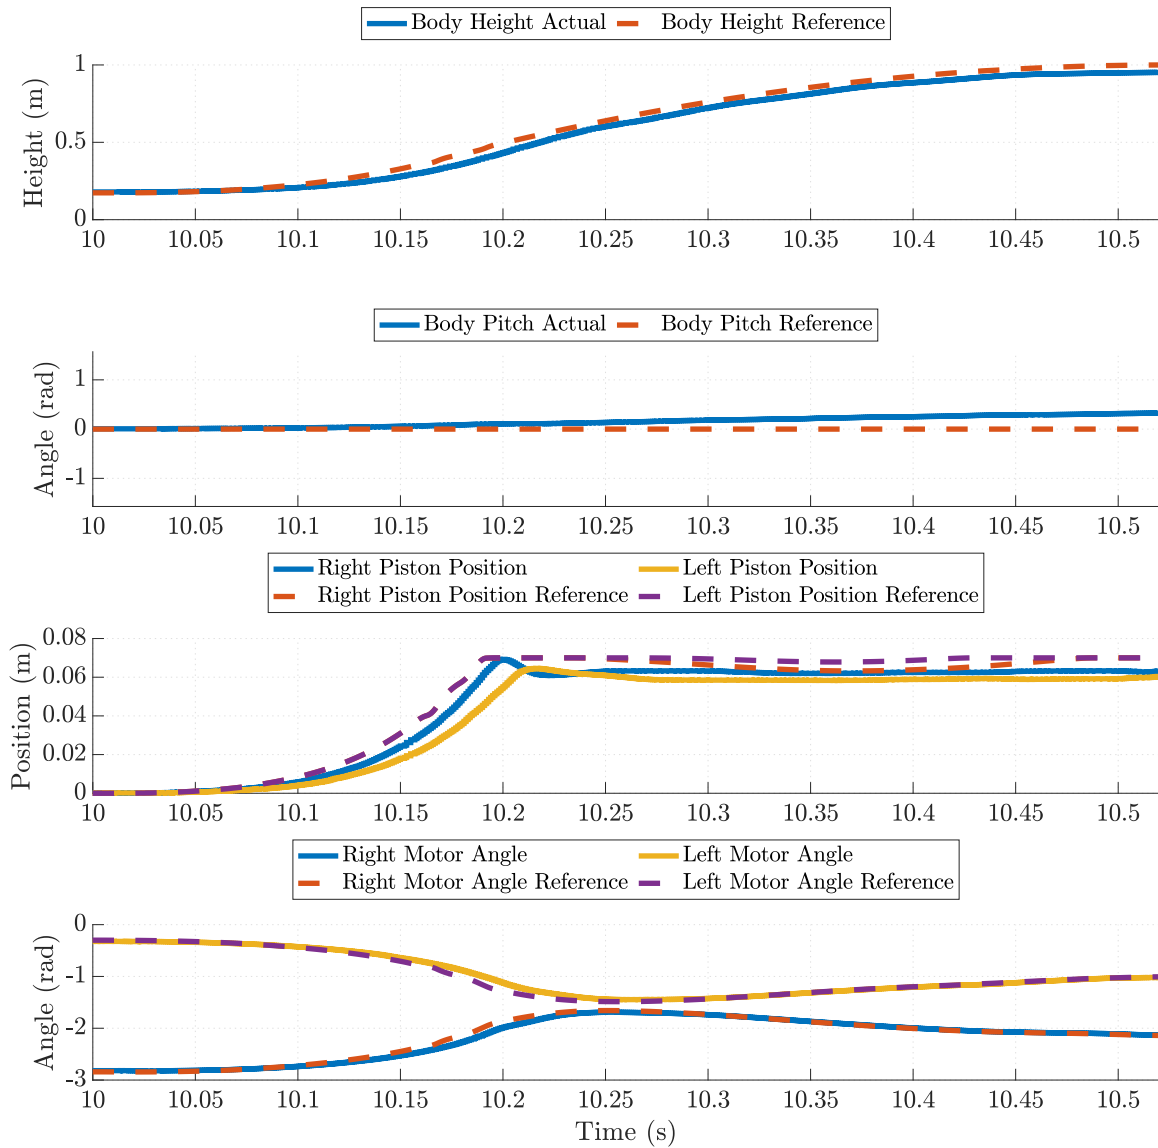 Body Height Actual Body Height Reference
Height (m)
1
0.5
0
10 10.05 10.1 10.15 10.2 10.25 10.3 10.35 10.4 10.45 10.5
Body Pitch Actual Body Pitch Reference
Angle (rad)
1
0
-1
10 10.05 10.1 10.15 10.2 10.25 10.3 10.35 10.4 10.45 10.5
Right Piston Position Left Piston Position
Right Piston Position Reference Left Piston Position Reference
Position (m)
0.08
0.06
0.04
0.02
0
10 10.05 10.1 10.15 10.2 10.25 10.3 10.35 10.4 10.45 10.5
Right Motor Angle Left Motor Angle
Right Motor Angle Reference Left Motor Angle Reference
Angle (rad)
0
-1
-2
-3
10 10.05 10.1 10.15 10.2 10.25 10.3 10.35 10.4 10.45 10.5
Time (s)